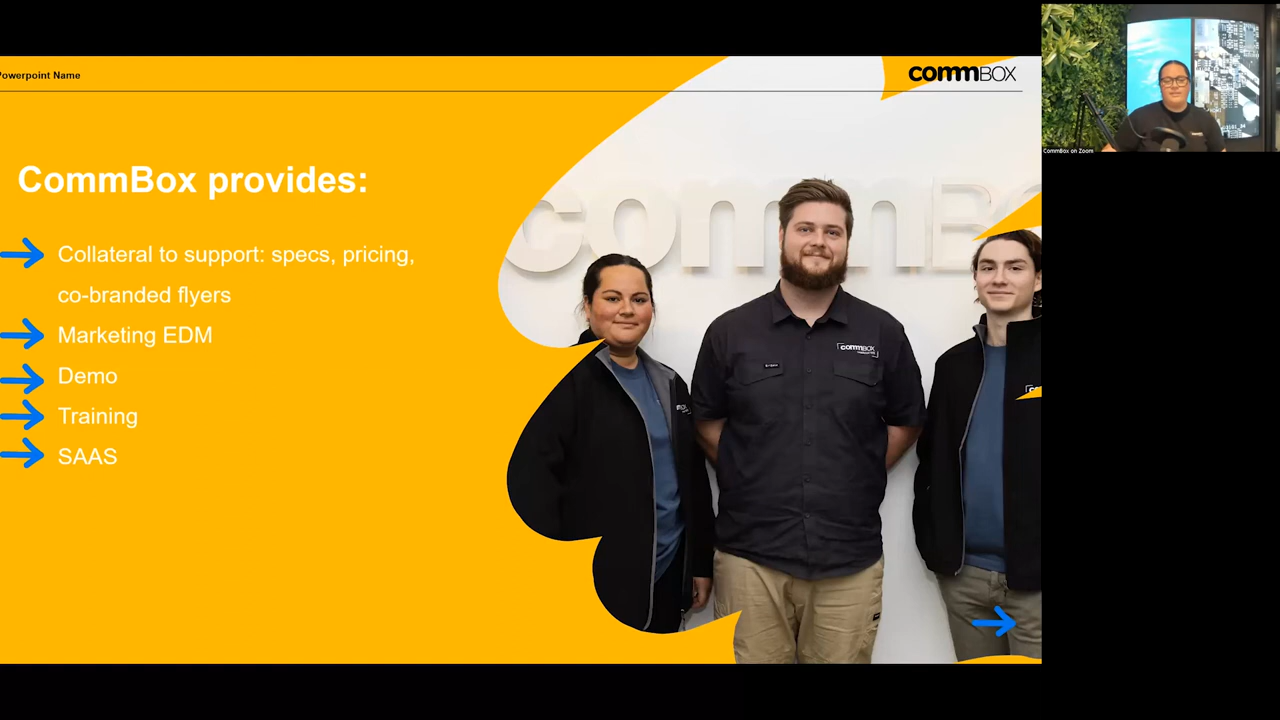 Powerpoint Name
commBOX
CommBox provides:
Collateral to support: specs, pricing,
co-branded flyers
Marketing EDM
Demo
Training
SAAS
commBOX
CommBox on Zoom